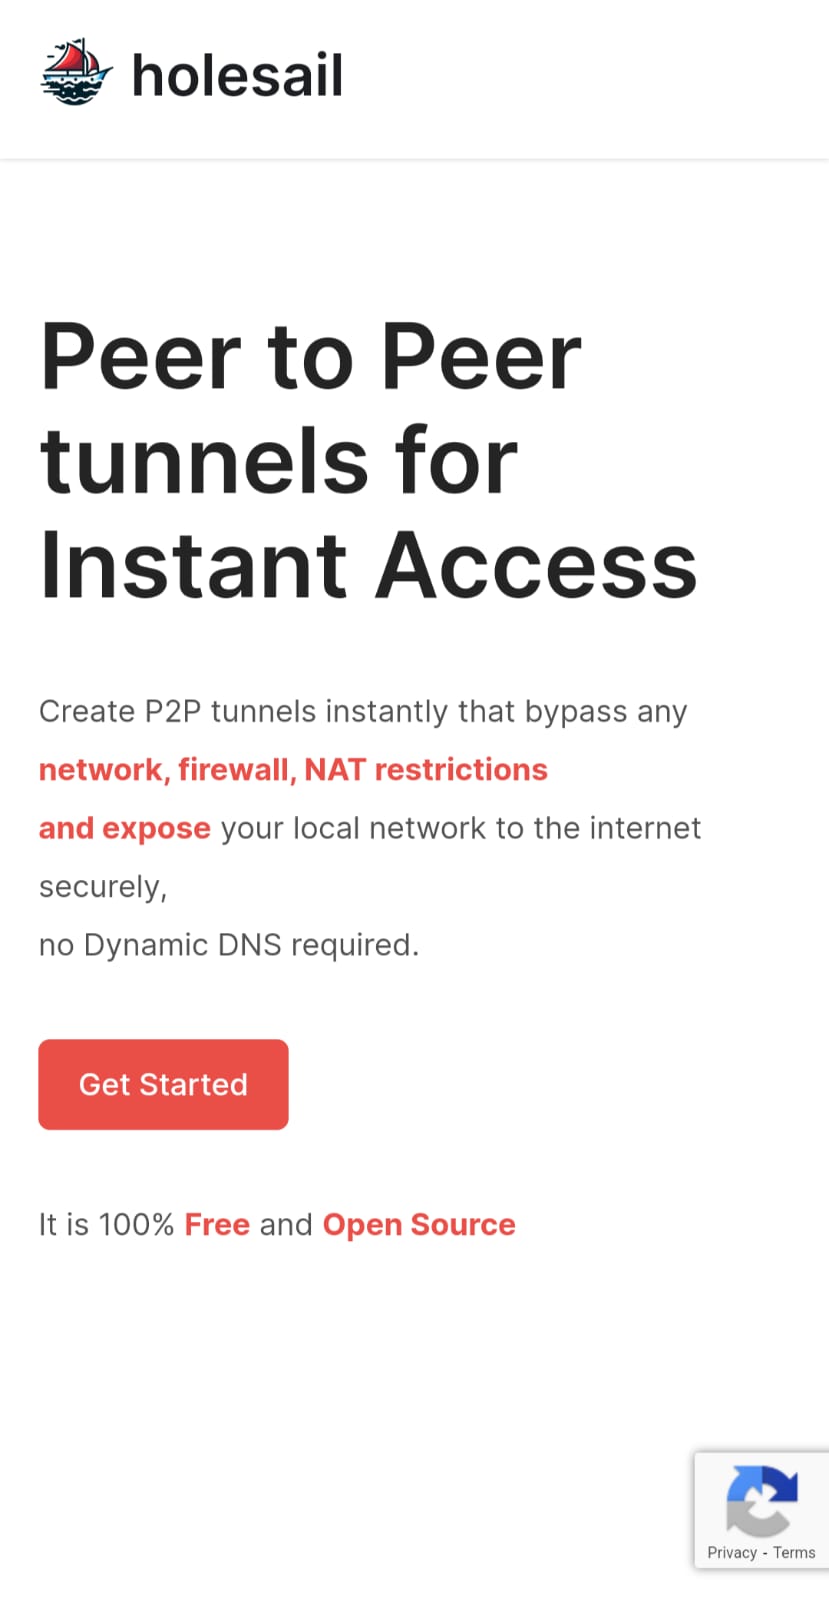 holesail
Peer to Peer
tunnels for
Instant Access
Create P2P tunnels instantly that bypass any
network, firewall, NAT restrictions
and expose your local network to the internet
securely,
no Dynamic DNS required.
Get Started
It is 100% Free and Open Source
Privacy - Terms